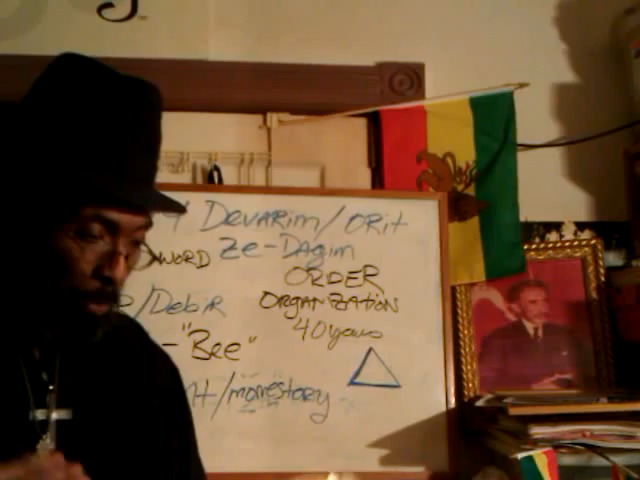 Devarim/Orit
WORD Ze-Dagim
ORDER
/Debir ORGANIZATION
40 years
-"Bee"
/monestory